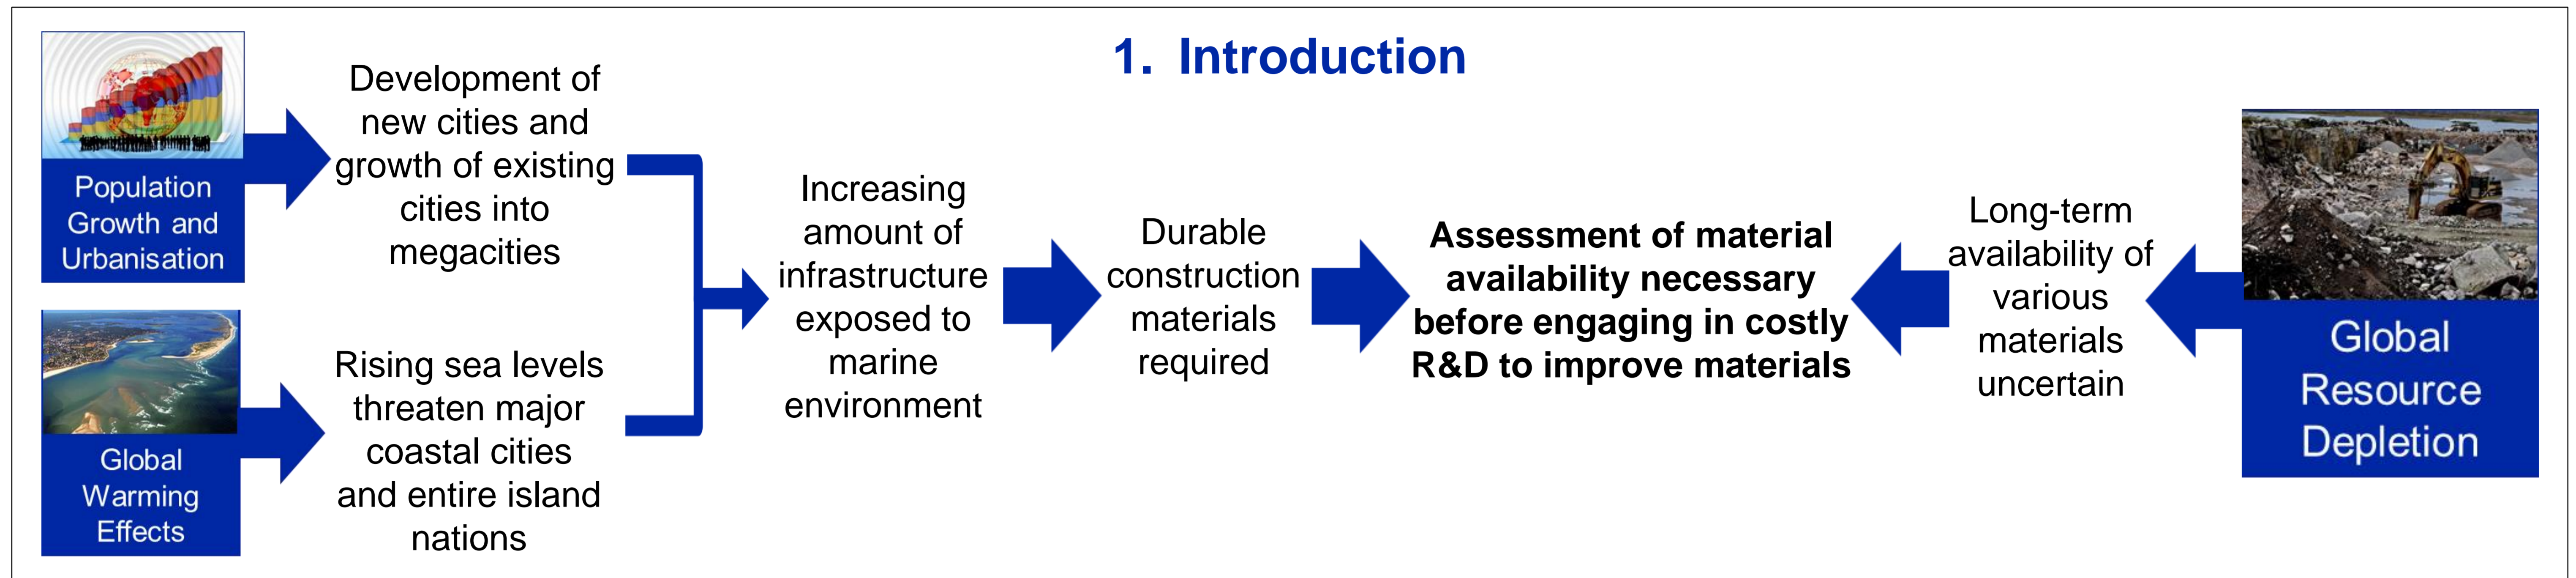 1. Introduction
Population
Growth and
Urbanisation
Development of
new cities and
growth of existing
cities into
megacities
Global
Warming
Effects
Rising sea levels
threaten major
coastal cities
and entire island
nations
Increasing
amount of
infrastructure
exposed to
marine
environment
Durable
construction
materials
required
Assessment of material
availability necessary
before engaging in costly
R&D to improve materials
Long-term
availability of
various
materials
uncertain
Global
Resource
Depletion